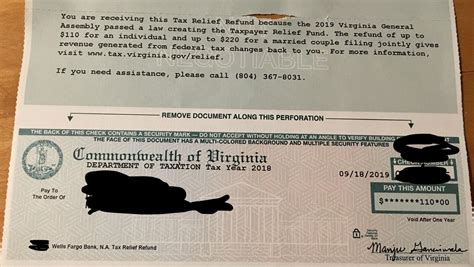 You are receiving this Tax Relief Refund because the 2019 Virginia General
Assembly passed a law creating the Taxpayer Relief Fund. The refund of up to
$110 for an individual and up to $220 for a married couple filing jointly gives
revenue generated from federal tax changes back to you. For more information,
visit www.tax.virginia.gov/relief.
NEGOTIABLE
If you need assistance, please call (804) 367-8031.
REMOVE DOCUMENT ALONG THIS PERFORATION
THE BACK OF THIS CHECK CONTAINS A SECURITY MARK — DO NOT ACCEPT WITHOUT HOLDING AT AN ANGLE TO VERIFY BUILDING
THE FACE OF THIS DOCUMENT HAS A MULTI-COLORED BACKGROUND AND MULTIPLE SECURITY FEATURES
Commonwealth of Virginia
DEPARTMENT OF TAXATION Tax Year 2018
CHECK NUMBER
09/18/2019
Pay To
The Order Of
PAY THIS AMOUNT
$********110.00
Void After One Year
Wells Fargo Bank, N.A. Tax Relief Refund
Treasurer of Virginia